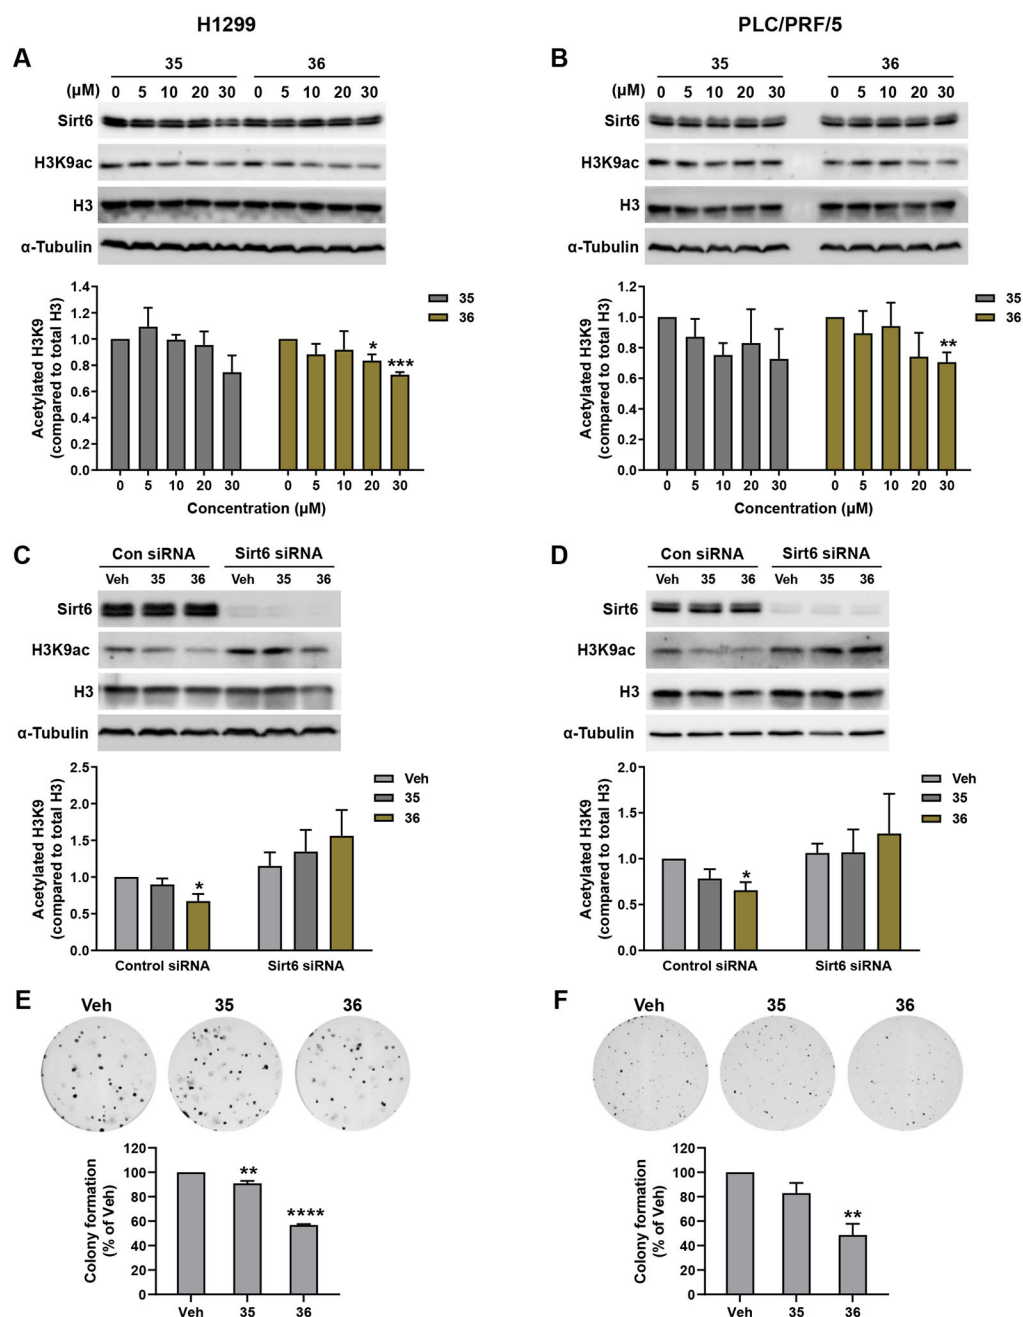 H1299
PLC/PRF/5
A
35
36
(µM)
0 5 10 20 30 0 5 10 20 30
Sirt6
H3K9ac
H3
α-Tubulin
1.4
1.2
1.0
0.8
0.6
0.4
0.2
0.0
Acetylated H3K9
(compared to total H3)
*
***
35
36
0 5 10 20 30 0 5 10 20 30
Concentration (µM)
B
35
36
(µM)
0 5 10 20 30 0 5 10 20 30
Sirt6
H3K9ac
H3
α-Tubulin
1.2
1.0
0.8
0.6
0.4
0.2
0.0
Acetylated H3K9
(compared to total H3)
**
35
36
0 5 10 20 30 0 5 10 20 30
Concentration (µM)
C
Con siRNA Sirt6 siRNA
Veh 35 36 Veh 35 36
Sirt6
H3K9ac
H3
α-Tubulin
2.5
2.0
1.5
1.0
0.5
0.0
Acetylated H3K9
(compared to total H3)
*
Veh
35
36
Control siRNA Sirt6 siRNA
D
Con siRNA Sirt6 siRNA
Veh 35 36 Veh 35 36
Sirt6
H3K9ac
H3
α-Tubulin
2.0
1.5
1.0
0.5
0.0
Acetylated H3K9
(compared to total H3)
*
Veh
35
36
Control siRNA Sirt6 siRNA
E
Veh 35 36
120
100
80
60
40
20
0
Colony formation
(% of Veh)
**
****
Veh 35 36
F
Veh 35 36
120
100
80
60
40
20
0
Colony formation
(% of Veh)
**
Veh 35 36